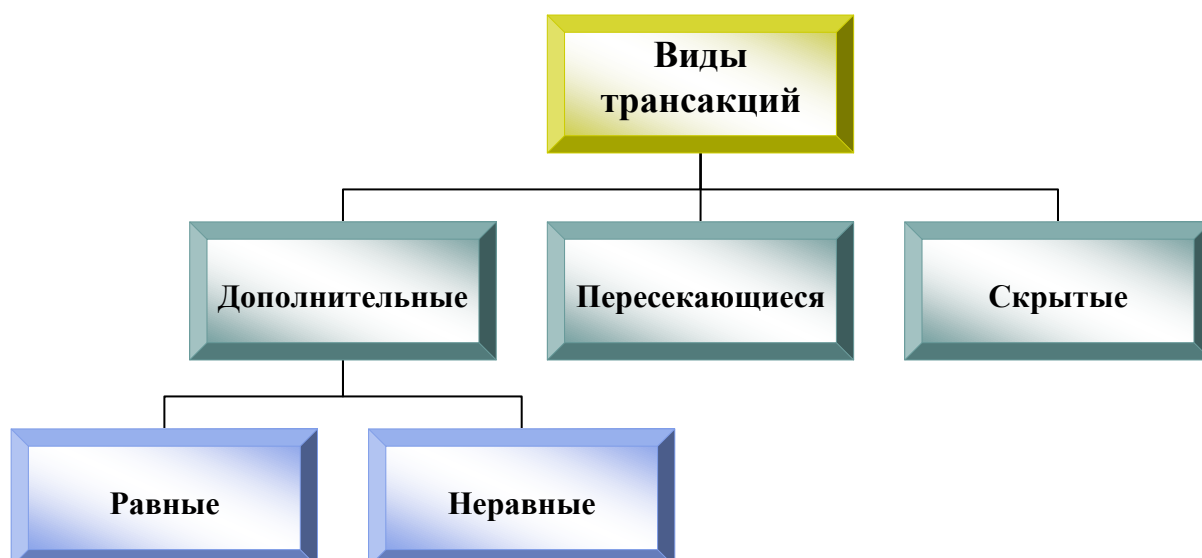 Виды
трансакций
Дополнительные
Пересекающиеся
Скрытые
Равные
Неравные